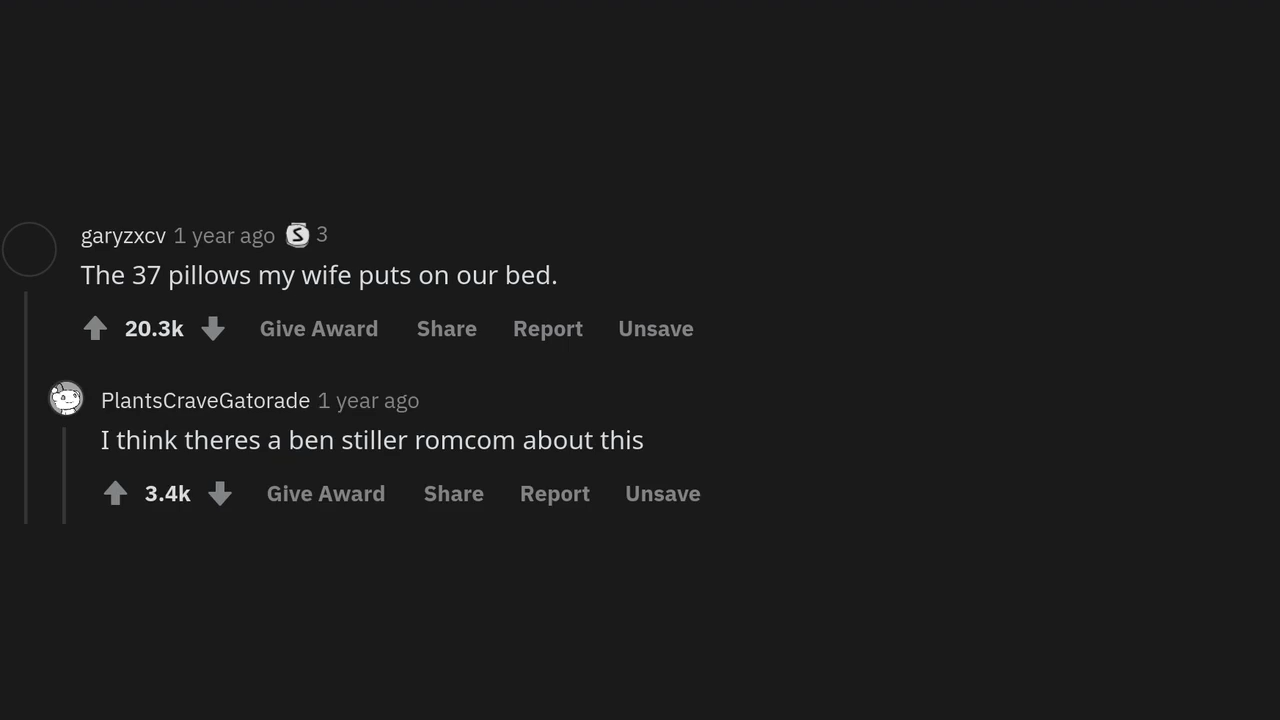 garyzxcv 1 year ago S 3
The 37 pillows my wife puts on our bed.
20.3k Give Award Share Report Unsave
PlantsCraveGatorade 1 year ago
I think theres a ben stiller romcom about this
3.4k Give Award Share Report Unsave